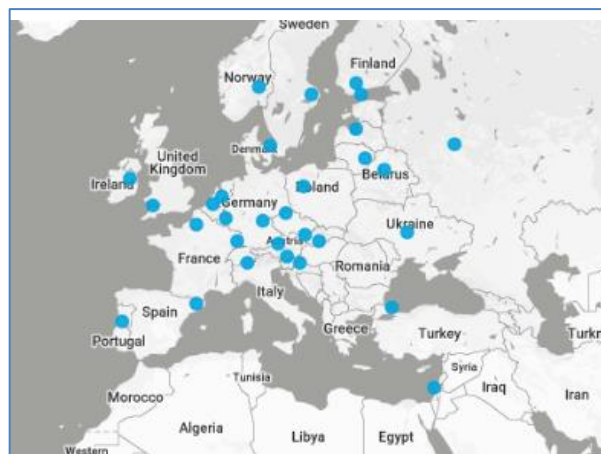 Sweden
Finland
Norway
Denmark
United
Kingdom
Ireland
Poland
Belarus
Germany
Ukraine
Austria
France
Romania
Italy
Spain
Portugal
Greece
Turkey
Turkr
Syria
Tunisia
Iraq
Iran
Morocco
Algeria
Libya
Egypt
Western